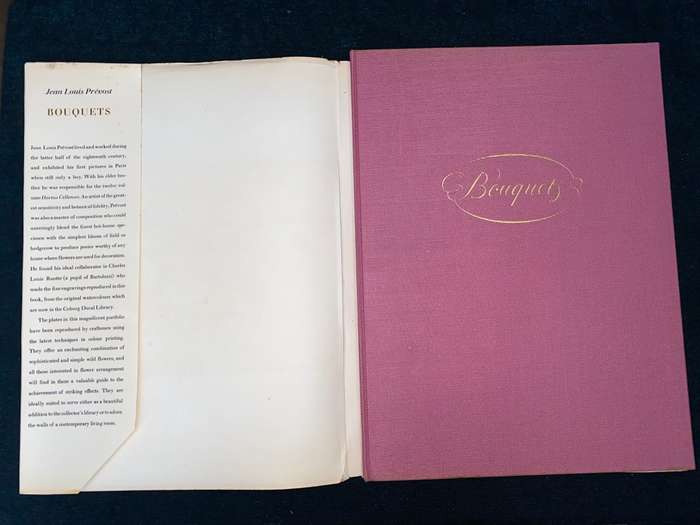 Jean Louis Prévost
BOUQUETS
Jean Louis Prévost lived and worked during
the latter half of the eighteenth century,
and exhibited his first pictures in Paris
when still only a boy. With his elder bro-
ther he was responsible for the twelve vol-
ume Hortus Cellensis. An artist of the great-
est sensitivity and botanical fidelity, Prévost
was also a master of composition who could
unerringly blend the finest hot-house spe-
cimen with the simplest bloom of field or
hedgerow to produce posies worthy of any
home where flowers are used for decoration.
He found his ideal collaborator in Charles
Louis Ruotte (a pupil of Bartolozzi) who
made the fine engravings reproduced in this
book, from the original watercolours which
are now in the Coburg Ducal Library.
The plates in this magnificent portfolio
have been reproduced by craftsmen using
the latest techniques in colour printing.
They offer an enchanting combination of
sophisticated and simple wild flowers, and
all those interested in flower arrangement
will find in them a valuable guide to the
achievement of striking effects. They are
ideally suited to serve either as a beautiful
addition to the collector's library or to adorn
the walls of a contemporary living room.
Bouquets